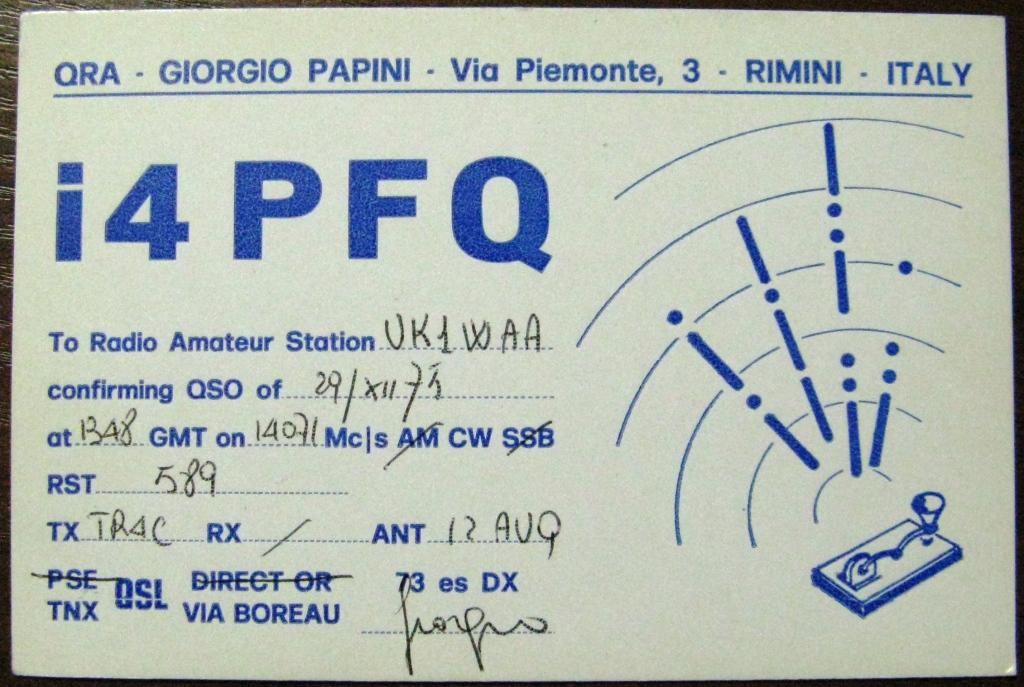 QRA - GIORGIO PAPINI - Via Piemonte, 3 - RIMINI - ITALY
i4PFQ
To Radio Amateur Station UK1WAA
confirming QSO of 29/XII/75
at 1348 GMT on 14071 Mc|s AM CW SSB
RST 589
TX TR4C RX / ANT 12 AVQ
PSE TNX QSL DIRECT OR VIA BOREAU 73 es DX
Giorgio